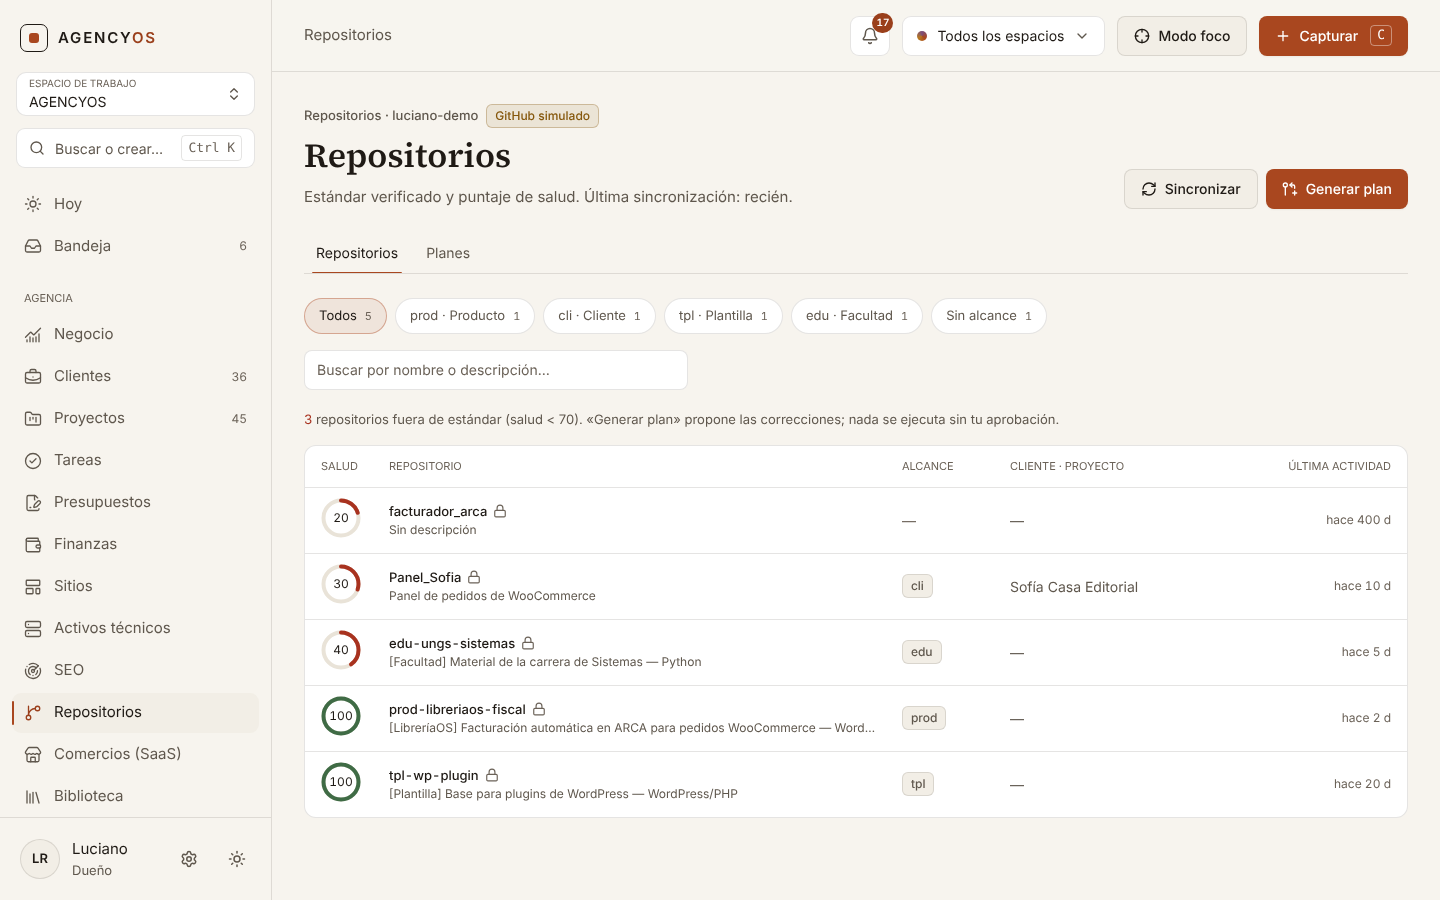 AGENCYOS
ESPACIO DE TRABAJO
AGENCYOS
Buscar o crear... Ctrl K
Hoy
Bandeja 6
AGENCIA
Negocio
Clientes 36
Proyectos 45
Tareas
Presupuestos
Finanzas
Sitios
Activos técnicos
SEO
Repositorios
Comercios (SaaS)
Biblioteca
LR
Luciano
Dueño
Repositorios
17
Todos los espacios
Modo foco
Capturar C
Repositorios · luciano-demo GitHub simulado
Repositorios
Estándar verificado y puntaje de salud. Última sincronización: recién.
Sincronizar
Generar plan
Repositorios Planes
Todos 5 prod · Producto 1 cli · Cliente 1 tpl · Plantilla 1 edu · Facultad 1 Sin alcance 1
Buscar por nombre o descripción...
3 repositorios fuera de estándar (salud < 70). «Generar plan» propone las correcciones; nada se ejecuta sin tu aprobación.
SALUD REPOSITORIO ALCANCE CLIENTE · PROYECTO ÚLTIMA ACTIVIDAD
20 facturador_arca — — hace 400 d
Sin descripción
30 Panel_Sofia cli Sofía Casa Editorial hace 10 d
Panel de pedidos de WooCommerce
40 edu-ungs-sistemas edu — hace 5 d
[Facultad] Material de la carrera de Sistemas — Python
100 prod-libreriaos-fiscal prod — hace 2 d
[LibreríaOS] Facturación automática en ARCA para pedidos WooCommerce — Word...
100 tpl-wp-plugin tpl — hace 20 d
[Plantilla] Base para plugins de WordPress — WordPress/PHP